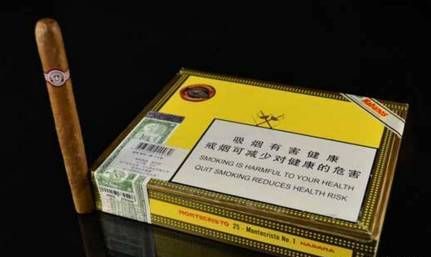 HABANOS
吸烟有害健康
戒烟可减少对健康的危害
SMOKING IS HARMFUL TO YOUR HEALTH
QUIT SMOKING REDUCES HEALTH RISK
MONTECRISTO 25 - Montecristo No. 1 HABANA